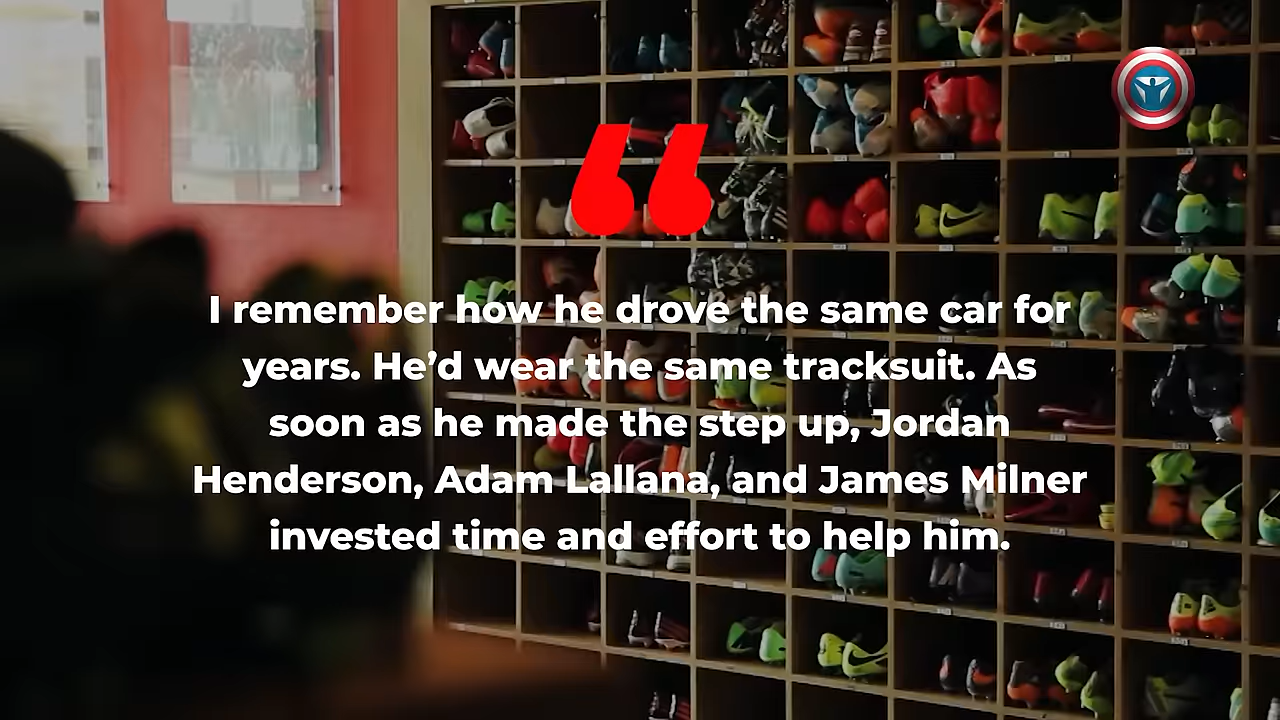 “
I remember how he drove the same car for
years. He’d wear the same tracksuit. As
soon as he made the step up, Jordan
Henderson, Adam Lallana, and James Milner
invested time and effort to help him.